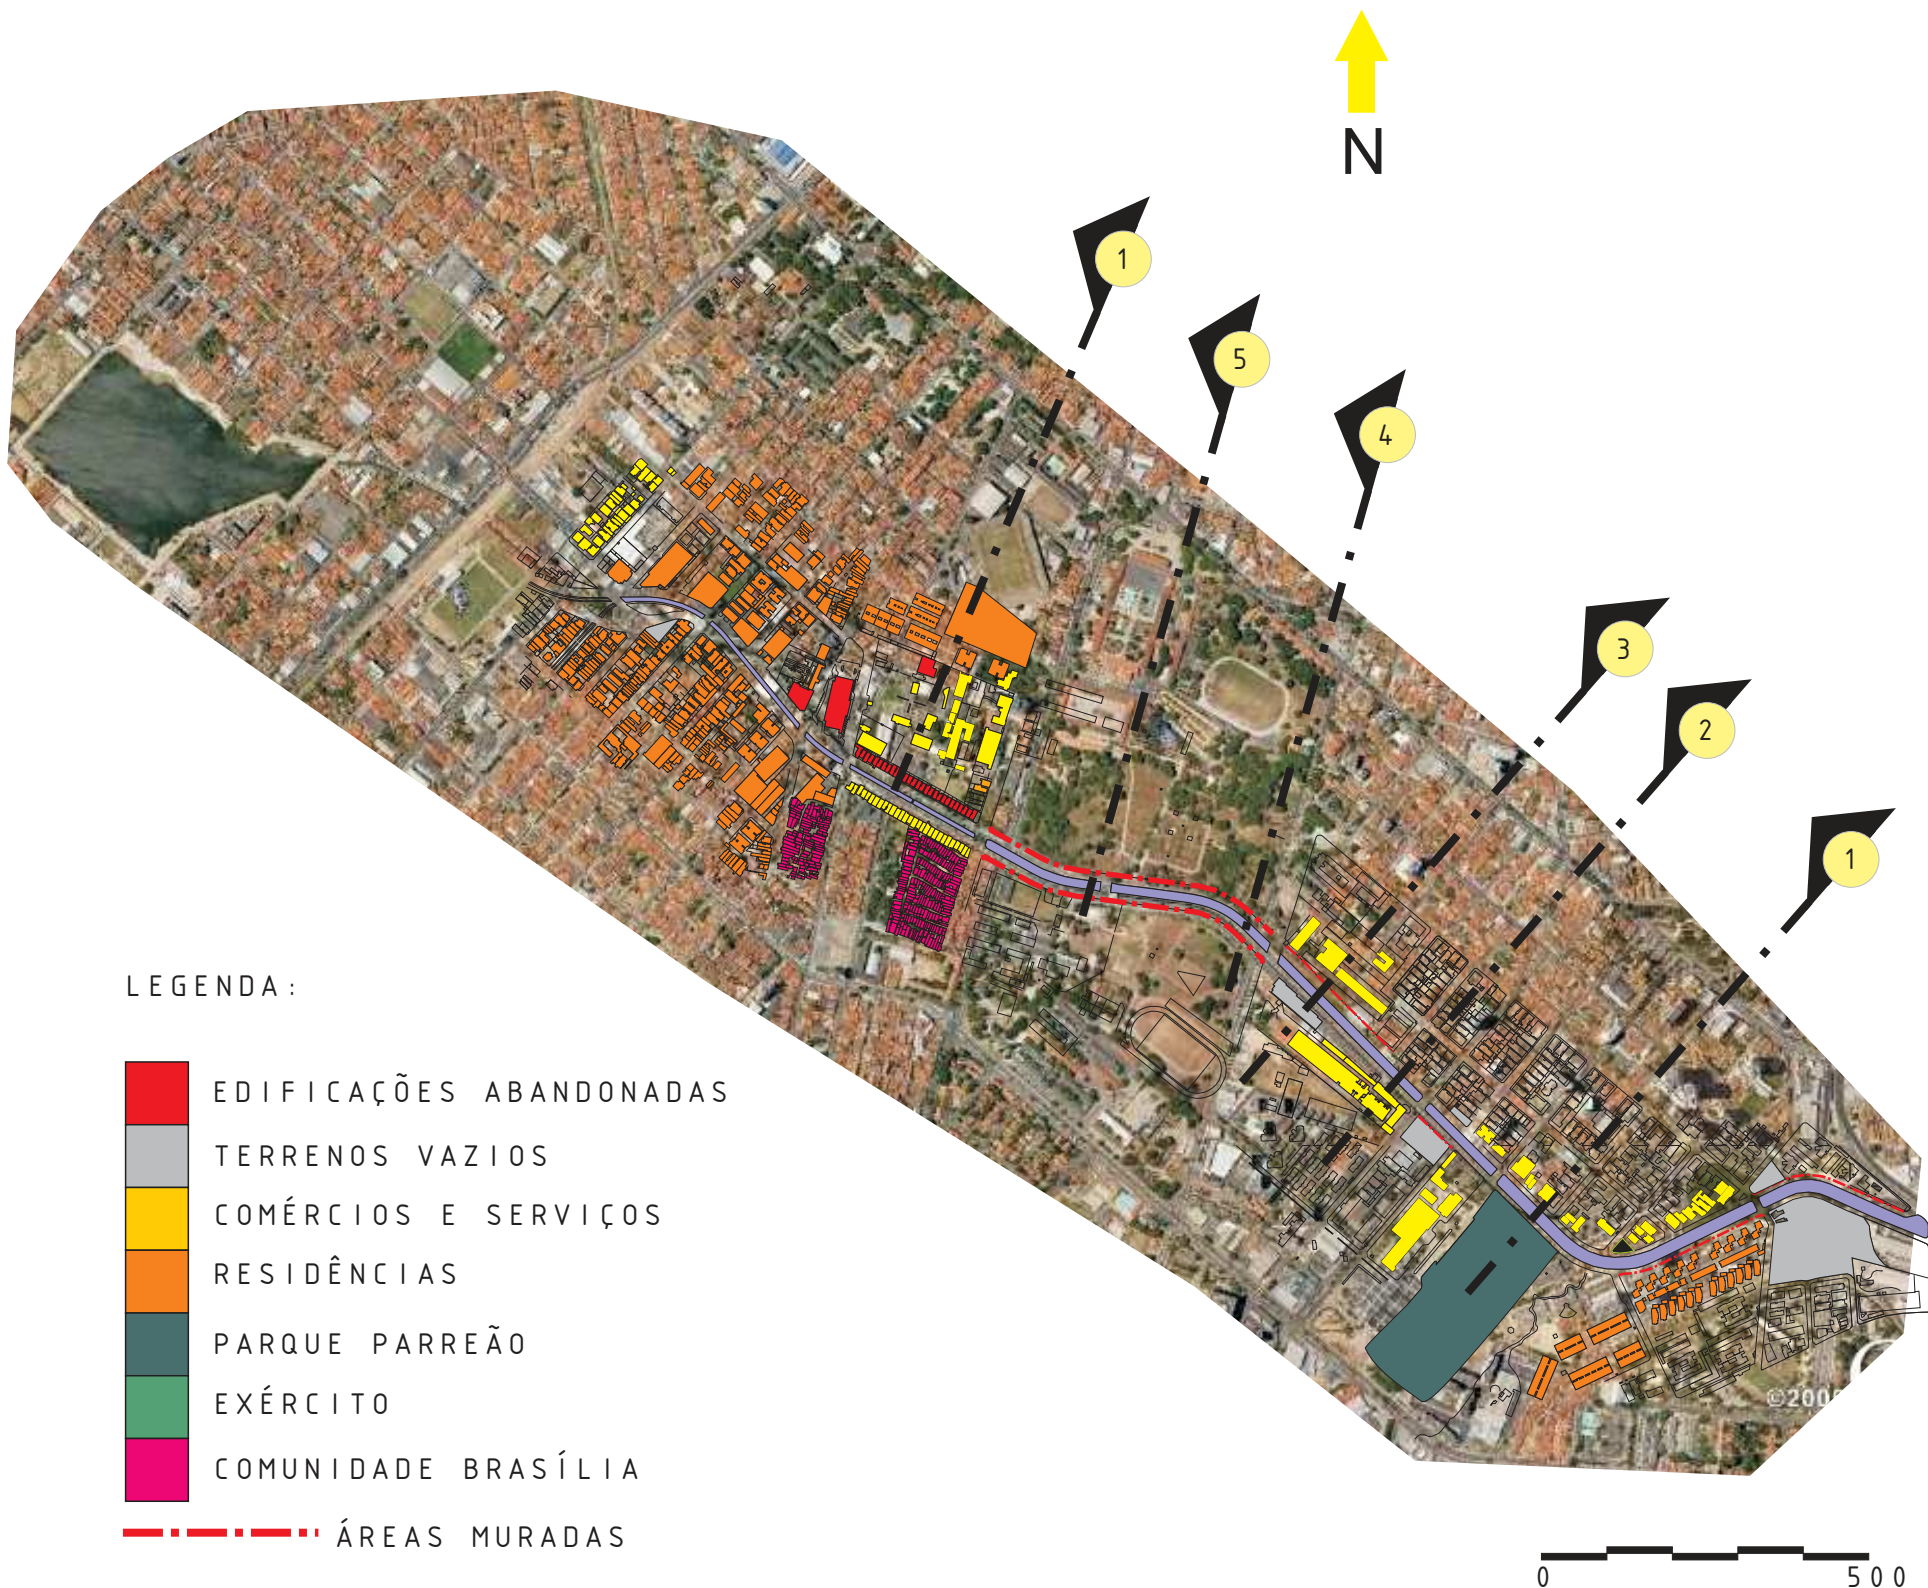 N
1
5
4
3
2
1
LEGENDA:
EDIFICAÇÕES ABANDONADAS
TERRENOS VAZIOS
COMÉRCIOS E SERVIÇOS
RESIDÊNCIAS
PARQUE PARREÃO
EXÉRCITO
COMUNIDADE BRASÍLIA
ÁREAS MURADAS
0 500